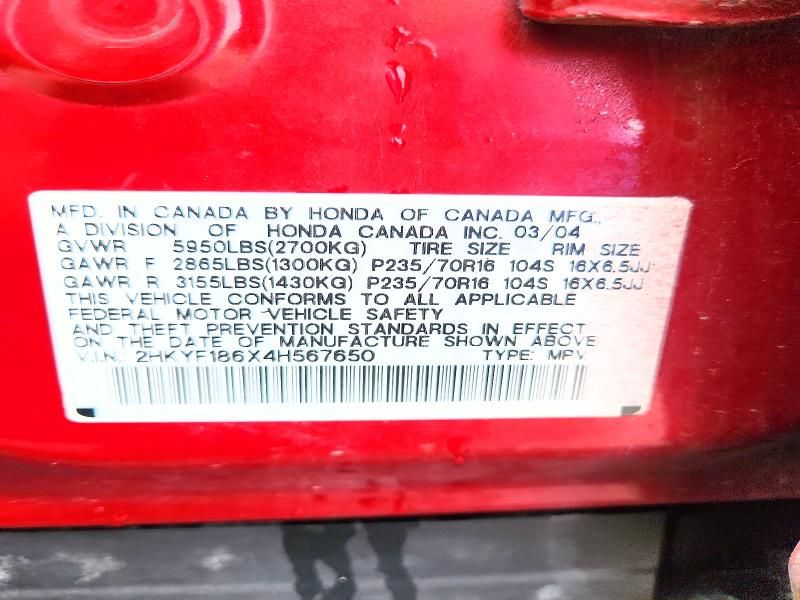 MFD. IN CANADA BY HONDA OF CANADA MFG.,
A DIVISION OF HONDA CANADA INC. 03/04
GVWR 5950LBS(2700KG) TIRE SIZE RIM SIZE
GAWR F 2865LBS(1300KG) P235/70R16 104S 16X6.5JJ
GAWR R 3155LBS(1430KG) P235/70R16 104S 16X6.5JJ
THIS VEHICLE CONFORMS TO ALL APPLICABLE
FEDERAL MOTOR VEHICLE SAFETY
AND THEFT PREVENTION STANDARDS IN EFFECT
ON THE DATE OF MANUFACTURE SHOWN ABOVE
V.I.N. 2HKYF186X4H567650 TYPE: MPV